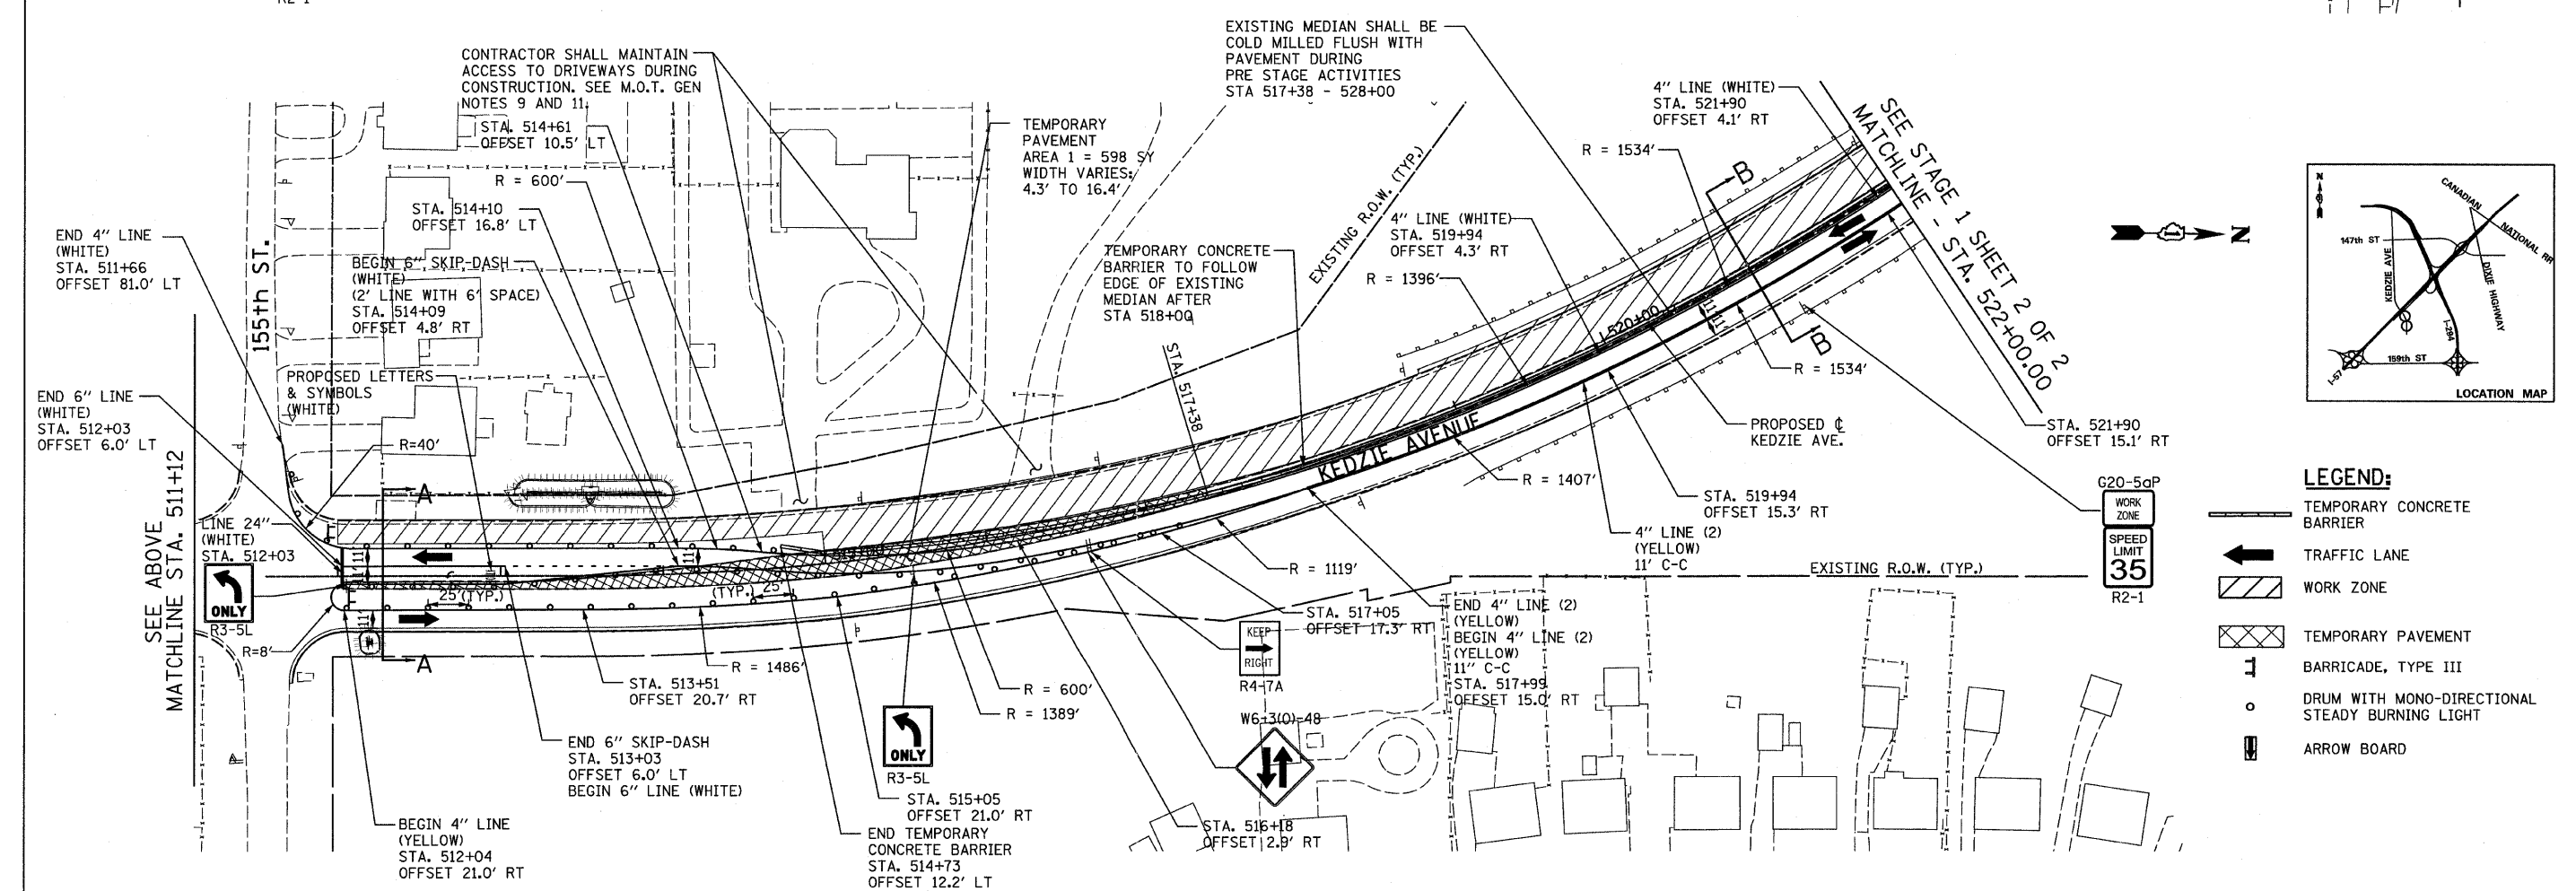 R2-1
CONTRACTOR SHALL MAINTAIN
ACCESS TO DRIVEWAYS DURING
CONSTRUCTION. SEE M.O.T. GEN
NOTES 9 AND 11.
STA. 514+61
OFFSET 10.5' LT
R = 600'
STA. 514+10
OFFSET 16.8' LT
BEGIN 6" SKIP-DASH
(WHITE)
(2' LINE WITH 6' SPACE)
STA. 514+09
OFFSET 4.8' RT
PROPOSED LETTERS
& SYMBOLS
(WHITE)
R=40'
155th ST.
END 4" LINE
(WHITE)
STA. 511+66
OFFSET 81.0' LT
END 6" LINE
(WHITE)
STA. 512+03
OFFSET 6.0' LT
SEE ABOVE
MATCHLINE STA. 511+12
LINE 24"
(WHITE)
STA. 512+03
ONLY
R3-5L
R=8'
A
A
11'
11'
11'
11'
25'
(TYP.)
(TYP.)
25'
BEGIN 4" LINE
(YELLOW)
STA. 512+04
OFFSET 21.0' RT
END 6" SKIP-DASH
STA. 513+03
OFFSET 6.0' LT
BEGIN 6" LINE (WHITE)
STA. 513+51
OFFSET 20.7' RT
R = 1486'
ONLY
R3-5L
STA. 515+05
OFFSET 21.0' RT
END TEMPORARY
CONCRETE BARRIER
STA. 514+73
OFFSET 12.2' LT
R = 600'
R = 1389'
TEMPORARY
PAVEMENT
AREA 1 = 598 SY
WIDTH VARIES:
4.3' TO 16.4'
EXISTING MEDIAN SHALL BE
COLD MILLED FLUSH WITH
PAVEMENT DURING
PRE STAGE ACTIVITIES
STA 517+38 - 528+00
EXISTING R.O.W. (TYP.)
TEMPORARY CONCRETE
BARRIER TO FOLLOW
EDGE OF EXISTING
MEDIAN AFTER
STA 518+00
STA. 517+38
4" LINE (WHITE)
STA. 519+94
OFFSET 4.3' RT
R = 1396'
R = 1534'
4" LINE (WHITE)
STA. 521+90
OFFSET 4.1' RT
SEE STAGE 1 SHEET 2 OF 2
MATCHLINE - STA. 522+00.00
B
B
520+00
11'
11'
KEDZIE AVENUE
R = 1534'
PROPOSED ℄
KEDZIE AVE.
STA. 521+90
OFFSET 15.1' RT
R = 1407'
STA. 519+94
OFFSET 15.3' RT
4" LINE (2)
(YELLOW)
11' C-C
R = 1119'
STA. 517+05
OFFSET 17.3' RT
KEEP
RIGHT
R4-7A
W6-3(O)-48
STA. 516+18
OFFSET 2.9' RT
END 4" LINE (2)
(YELLOW)
BEGIN 4" LINE (2)
(YELLOW)
11" C-C
STA. 517+99
OFFSET 15.0' RT
EXISTING R.O.W. (TYP.)
G20-5aP
WORK
ZONE
SPEED
LIMIT
35
R2-1
N
N
CANADIAN
NATIONAL RR
147th ST
KEDZIE AVE
DIXIE HIGHWAY
I-294
159th ST
I-57
LOCATION MAP
LEGEND:
TEMPORARY CONCRETE
BARRIER
TRAFFIC LANE
WORK ZONE
TEMPORARY PAVEMENT
BARRICADE, TYPE III
DRUM WITH MONO-DIRECTIONAL
STEADY BURNING LIGHT
ARROW BOARD